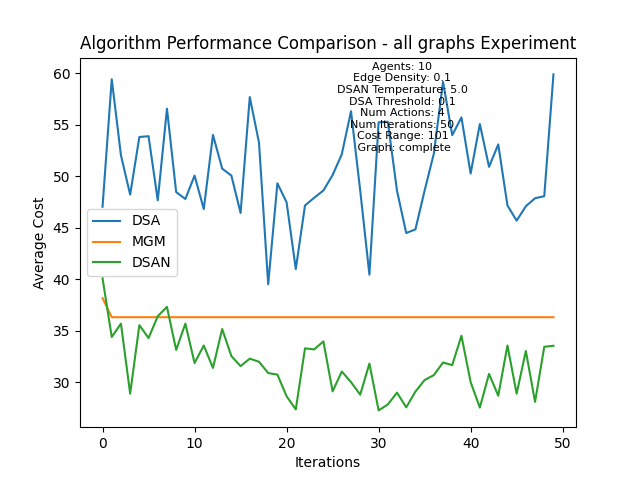 Algorithm Performance Comparison - all graphs Experiment
Agents: 10
Edge Density: 0.1
DSAN Temperature: 5.0
DSA Threshold: 0.1
Num Actions: 4
Num Iterations: 50
Cost Range: 101
Graph: complete
60
55
50
45
40
35
30
Average Cost
DSA
MGM
DSAN
0
10
20
30
40
50
Iterations